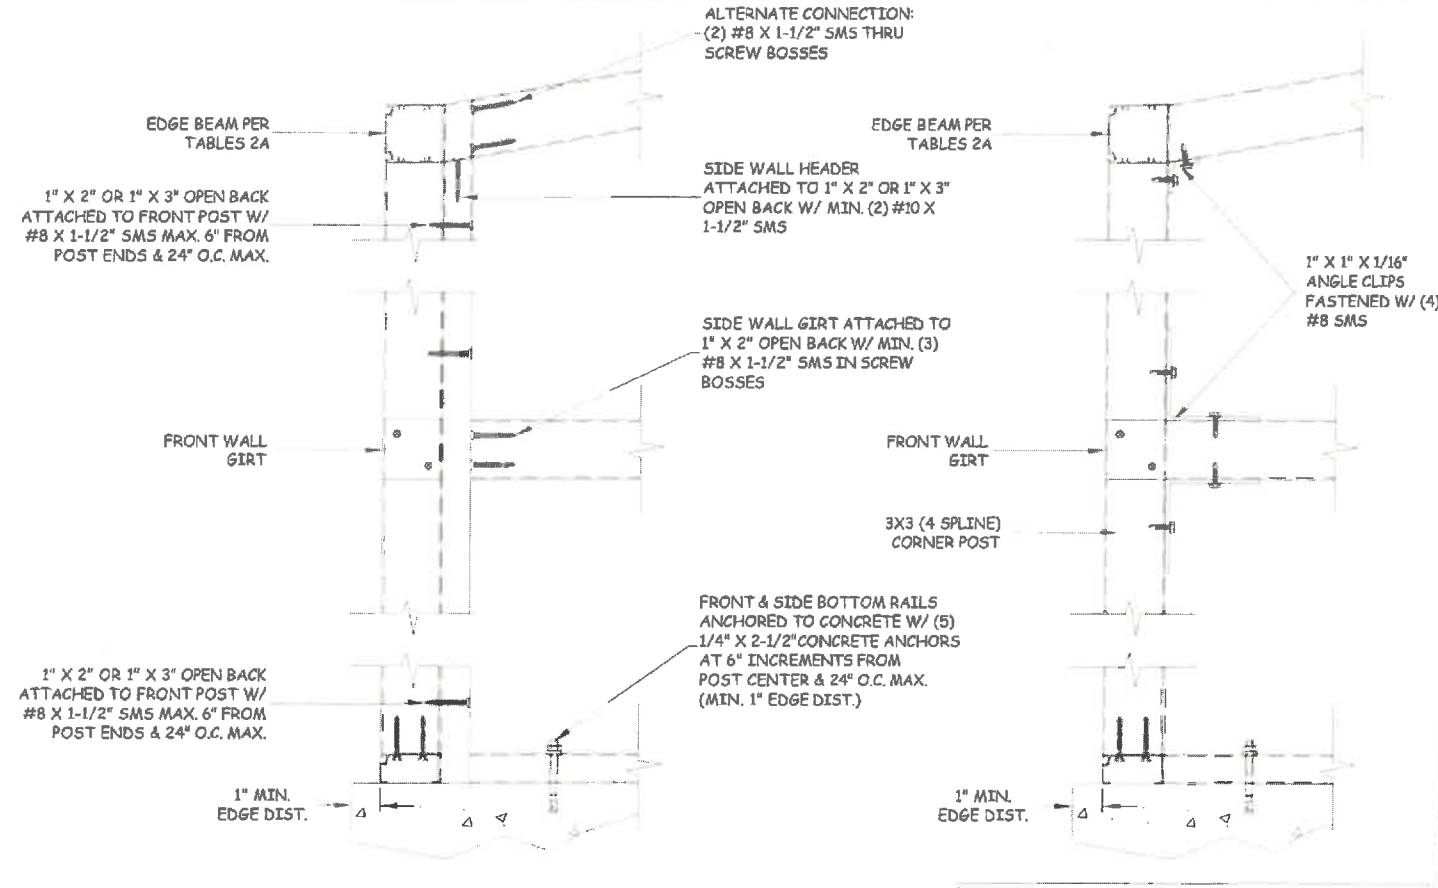 ALTERNATE CONNECTION:
(2) #8 X 1-1/2" SMS THRU
SCREW BOSSES
EDGE BEAM PER
TABLES 2A
1" X 2" OR 1" X 3" OPEN BACK
ATTACHED TO FRONT POST W/
#8 X 1-1/2" SMS MAX. 6" FROM
POST ENDS & 24" O.C. MAX.
SIDE WALL HEADER
ATTACHED TO 1" X 2" OR 1" X 3"
OPEN BACK W/ MIN. (2) #10 X
1-1/2" SMS
SIDE WALL GIRT ATTACHED TO
1" X 2" OPEN BACK W/ MIN. (3)
#8 X 1-1/2" SMS IN SCREW
BOSSES
FRONT WALL
GIRT
FRONT & SIDE BOTTOM RAILS
ANCHORED TO CONCRETE W/ (5)
1/4" X 2-1/2"CONCRETE ANCHORS
AT 6" INCREMENTS FROM
POST CENTER & 24" O.C. MAX.
(MIN. 1" EDGE DIST.)
1" X 2" OR 1" X 3" OPEN BACK
ATTACHED TO FRONT POST W/
#8 X 1-1/2" SMS MAX. 6" FROM
POST ENDS & 24" O.C. MAX.
1" MIN.
EDGE DIST.
EDGE BEAM PER
TABLES 2A
1" X 1" X 1/16"
ANGLE CLIPS
FASTENED W/ (4)
#8 SMS
FRONT WALL
GIRT
3X3 (4 SPLINE)
CORNER POST
1" MIN.
EDGE DIST.